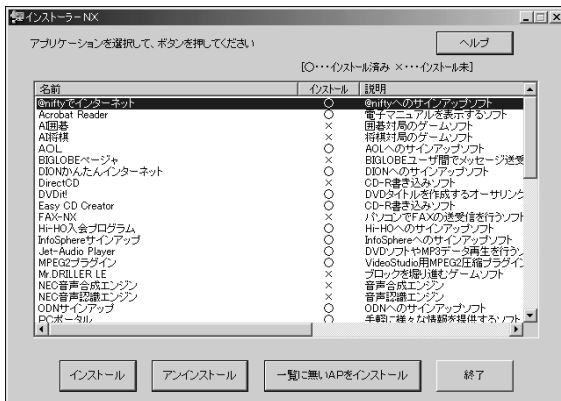 インストーラーNX
アプリケーションを選択して、ボタンを押してください
ヘルプ
[○・・・インストール済み ×・・・インストール未]
名前 インストール 説明
@niftyでインターネット ○ @niftyへのサインアップソフト
Acrobat Reader ○ 電子マニュアルを表示するソフト
AI囲碁 × 囲碁対局のゲームソフト
AI将棋 × 将棋対局のゲームソフト
AOL ○ AOLへのサインアップソフト
BIGLOBEページャ × BIGLOBEユーザ間でメッセージ送受
DIONかんたんインターネット ○ DIONへのサインアップソフト
DirectCD × CD-R書き込みソフト
DVDit! ○ DVDタイトルを作成するオーサリング
Easy CD Creator ○ CD-R書き込みソフト
FAX-NX × パソコンでFAXの送受信を行うソフト
Hi-HO入会プログラム ○ Hi-HOへのサインアップソフト
InfoSphereサインアップ ○ InfoSphereへのサインアップソフト
Jet-Audio Player ○ DVDソフトやMP3データ再生を行う
MPEG2プラグイン ○ VideoStudio用MPEG2圧縮プラグイン
Mr.DRILLER LE × ブロックを掘り進むゲームソフト
NEC音声合成エンジン × 音声合成エンジン
NEC音声認識エンジン × 音声認識エンジン
ODNサインアップ ○ ODNへのサインアップソフト
PCポータル ○ 手軽に様々な情報を提供するソフト
インストール
アンインストール
一覧に無いAPをインストール
終了